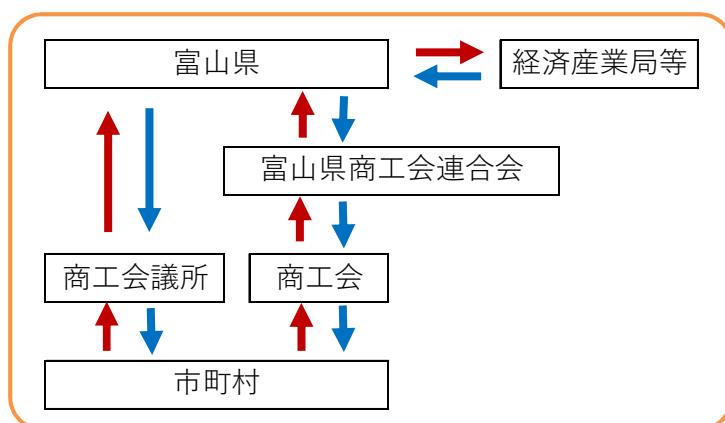 富山県
経済産業局等
富山県商工会連合会
商工会議所
商工会
市町村